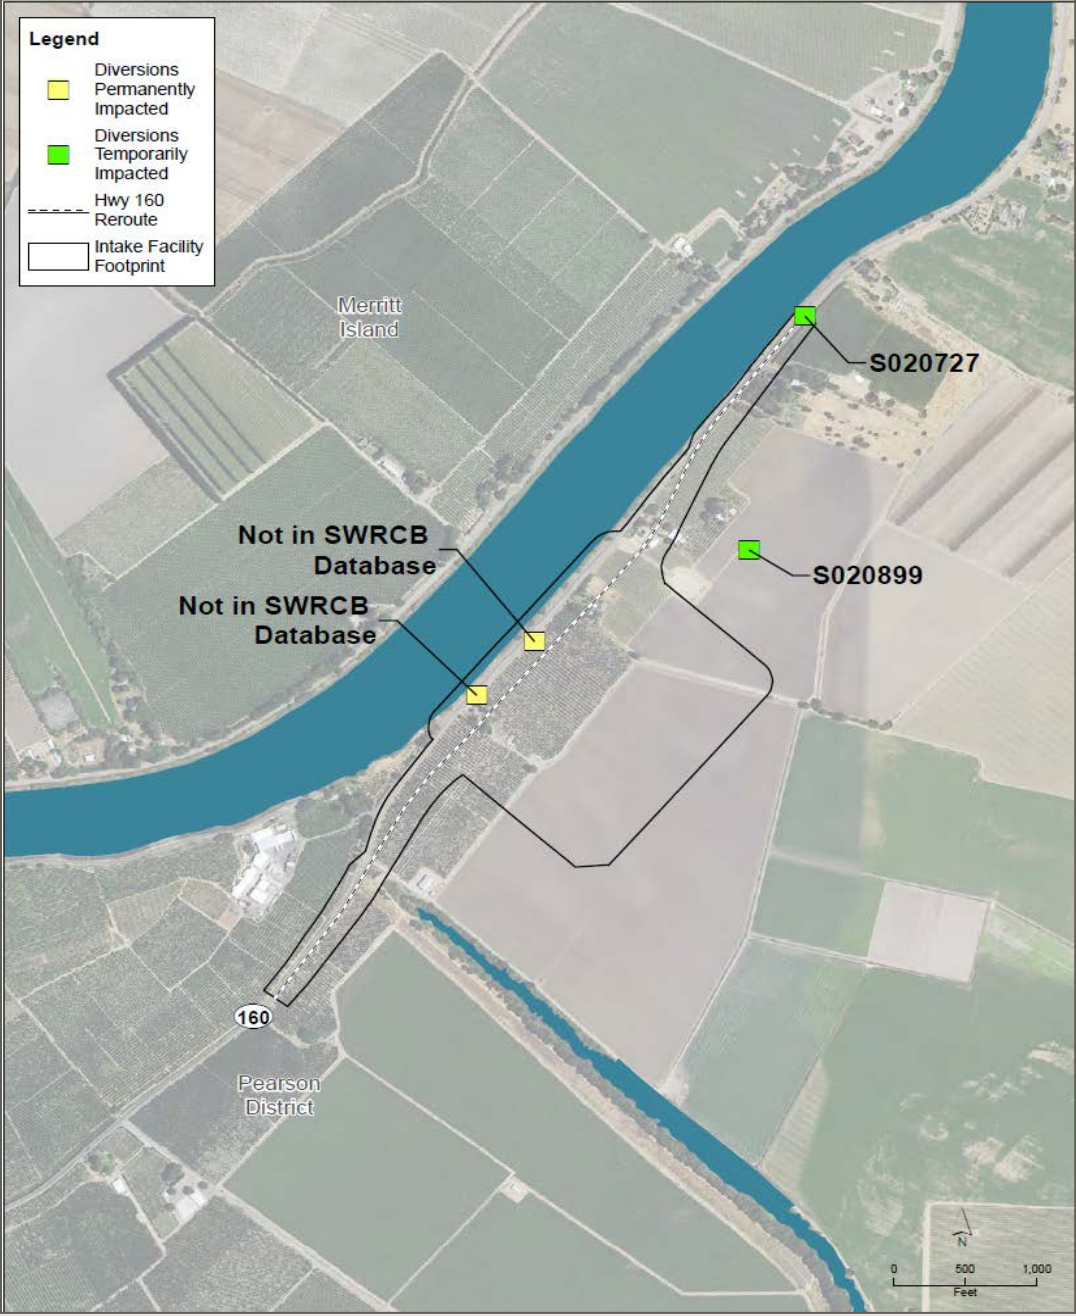 Legend
Diversions
Permanently
Impacted
Diversions
Temporarily
Impacted
Hwy 160
Reroute
Intake Facility
Footprint
Merritt
Island
S020727
Not in SWRCB
Database
S020899
Not in SWRCB
Database
160
Pearson
District
N
0 500 1,000
Feet